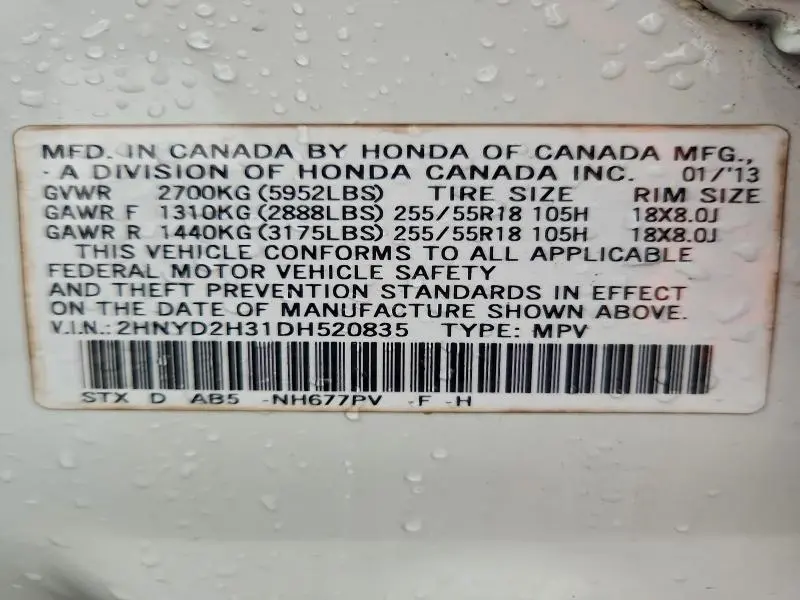 MFD. IN CANADA BY HONDA OF CANADA MFG.,
- A DIVISION OF HONDA CANADA INC. 01/'13
GVWR 2700KG (5952LBS) TIRE SIZE RIM SIZE
GAWR F 1310KG (2888LBS) 255/55R18 105H 18X8.0J
GAWR R 1440KG (3175LBS) 255/55R18 105H 18X8.0J
THIS VEHICLE CONFORMS TO ALL APPLICABLE
FEDERAL MOTOR VEHICLE SAFETY
AND THEFT PREVENTION STANDARDS IN EFFECT
ON THE DATE OF MANUFACTURE SHOWN ABOVE.
V.I.N.: 2HNYD2H31DH520835 TYPE: MPV
STX D AB5 -NH677PV -F -H